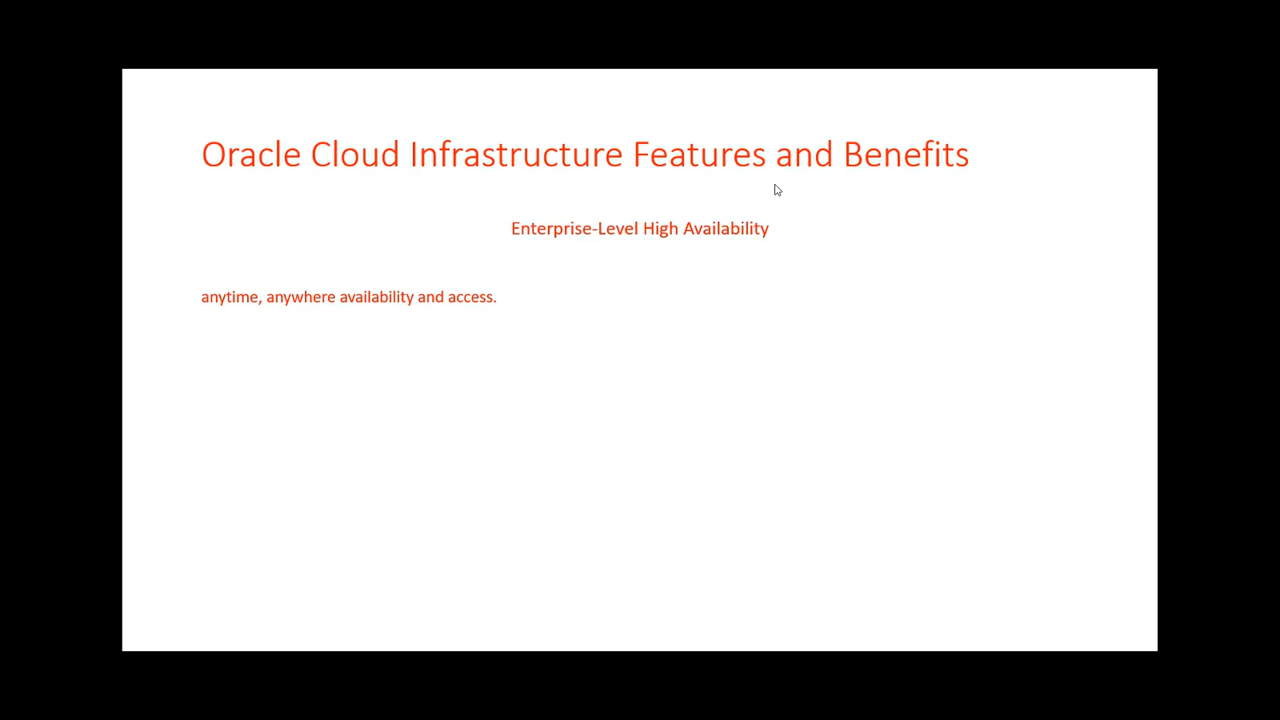 Oracle Cloud Infrastructure Features and Benefits
Enterprise-Level High Availability
anytime, anywhere availability and access.